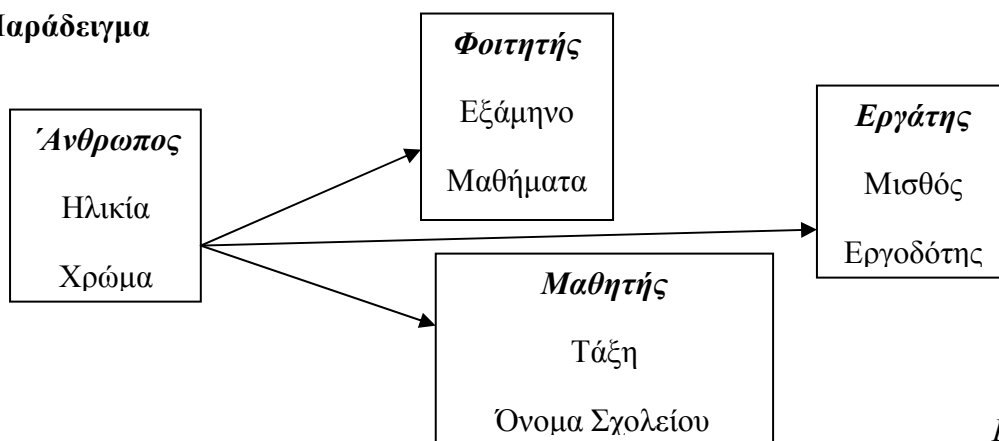 Παράδειγμα
Φοιτητής
Εξάμηνο
Μαθήματα
Άνθρωπος
Ηλικία
Χρώμα
Εργάτης
Μισθός
Εργοδότης
Μαθητής
Τάξη
Όνομα Σχολείου